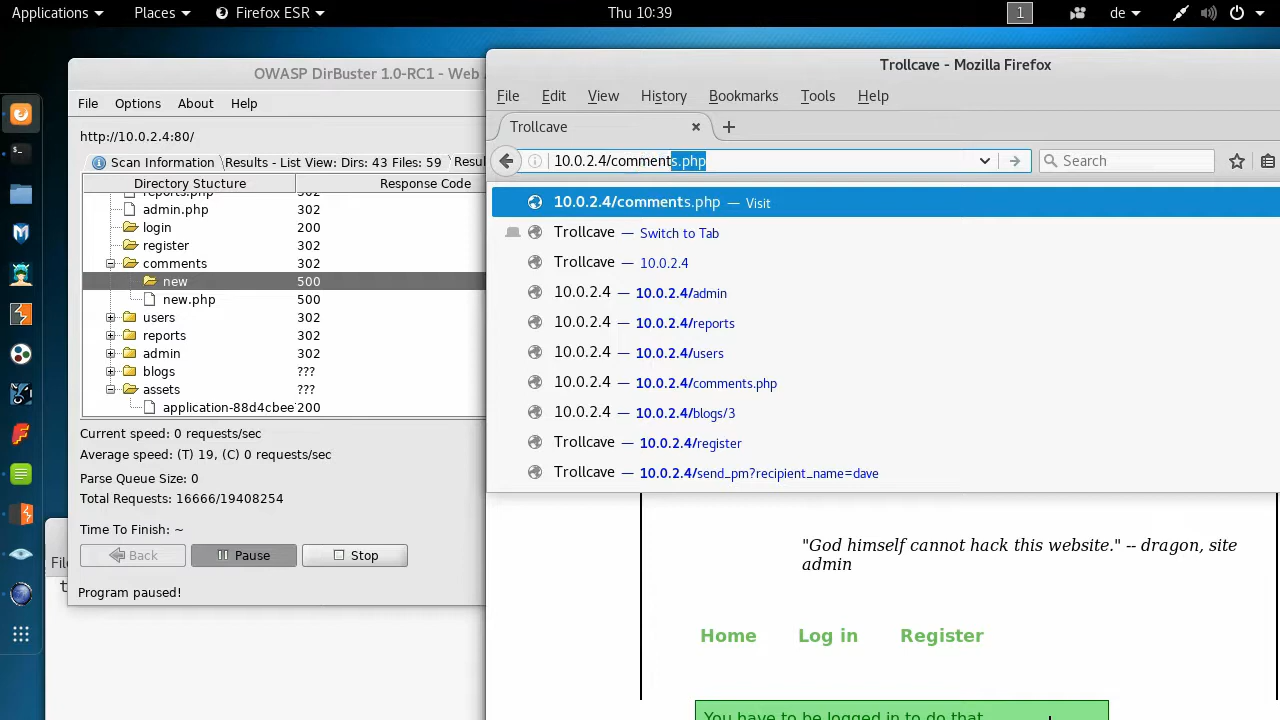 Applications Places Firefox ESR Thu 10:39 1 de
OWASP DirBuster 1.0-RC1 - Web
File Options About Help
http://10.0.2.4:80/
Scan Information Results - List View: Dirs: 43 Files: 59
Directory Stucture Response Code
reports.php 302
admin.php 302
login 200
register 302
comments 302
new 500
new.php 500
users 302
reports 302
admin 302
blogs ???
assets ???
application-88d4cbee 200
Current speed: 0 requests/sec
Average speed: (T) 19, (C) 0 requests/sec
Parse Queue Size: 0
Total Requests: 16666/19408254
Time To Finish: ~
Back Pause Stop
Program paused!
Trollcave - Mozilla Firefox
File Edit View History Bookmarks Tools Help
Trollcave
10.0.2.4/comments.php Search
10.0.2.4/comments.php — Visit
Trollcave — Switch to Tab
Trollcave — 10.0.2.4
10.0.2.4 — 10.0.2.4/admin
10.0.2.4 — 10.0.2.4/reports
10.0.2.4 — 10.0.2.4/users
10.0.2.4 — 10.0.2.4/comments.php
10.0.2.4 — 10.0.2.4/blogs/3
Trollcave — 10.0.2.4/register
Trollcave — 10.0.2.4/send_pm?recipient_name=dave
"God himself cannot hack this website." -- dragon, site
admin
Home Log in Register
You have to be logged in to do that